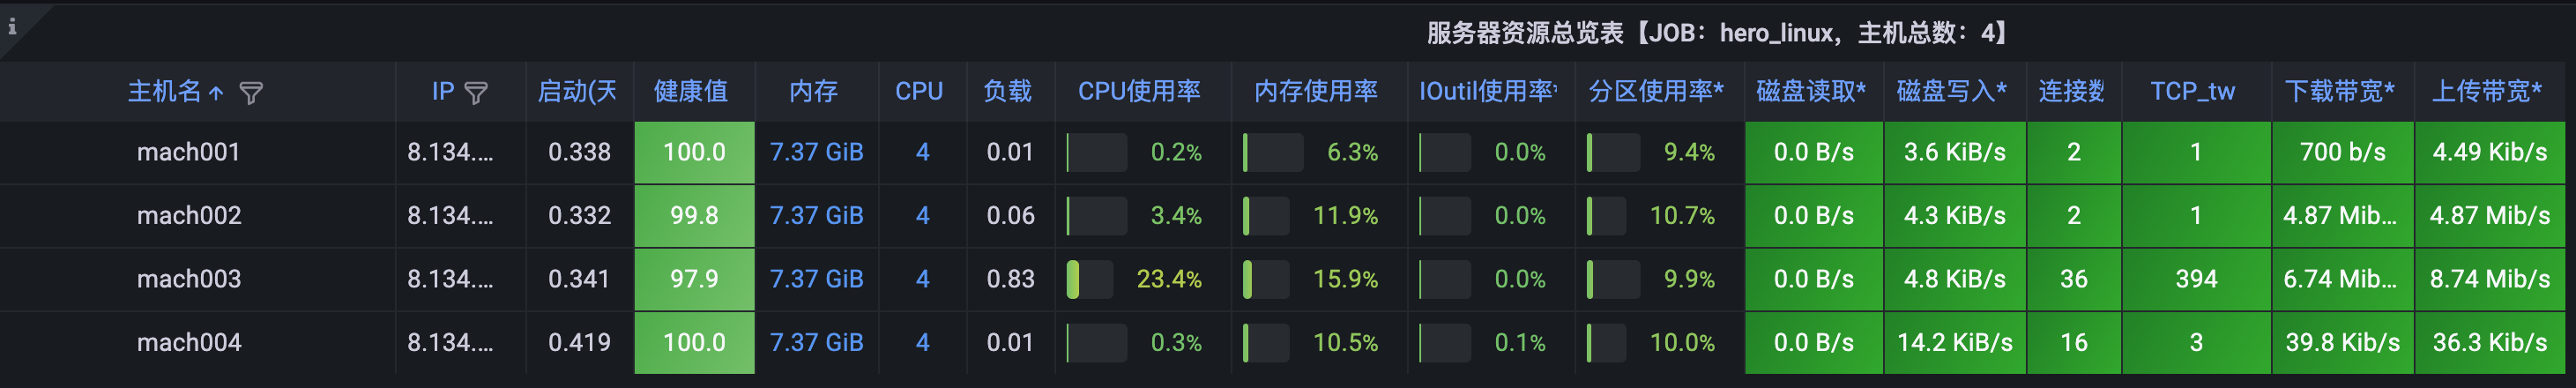 服务器资源总览表【JOB：hero_linux，主机总数：4】
主机名 IP 启动(天 健康值 内存 CPU 负载 CPU使用率 内存使用率 IOutil使用率* 分区使用率* 磁盘读取* 磁盘写入* 连接数 TCP_tw 下载带宽* 上传带宽*
mach001 8.134.... 0.338 100.0 7.37 GiB 4 0.01 0.2% 6.3% 0.0% 9.4% 0.0 B/s 3.6 KiB/s 2 1 700 b/s 4.49 Kib/s
mach002 8.134.... 0.332 99.8 7.37 GiB 4 0.06 3.4% 11.9% 0.0% 10.7% 0.0 B/s 4.3 KiB/s 2 1 4.87 Mib... 4.87 Mib/s
mach003 8.134.... 0.341 97.9 7.37 GiB 4 0.83 23.4% 15.9% 0.0% 9.9% 0.0 B/s 4.8 KiB/s 36 394 6.74 Mib... 8.74 Mib/s
mach004 8.134.... 0.419 100.0 7.37 GiB 4 0.01 0.3% 10.5% 0.1% 10.0% 0.0 B/s 14.2 KiB/s 16 3 39.8 Kib/s 36.3 Kib/s